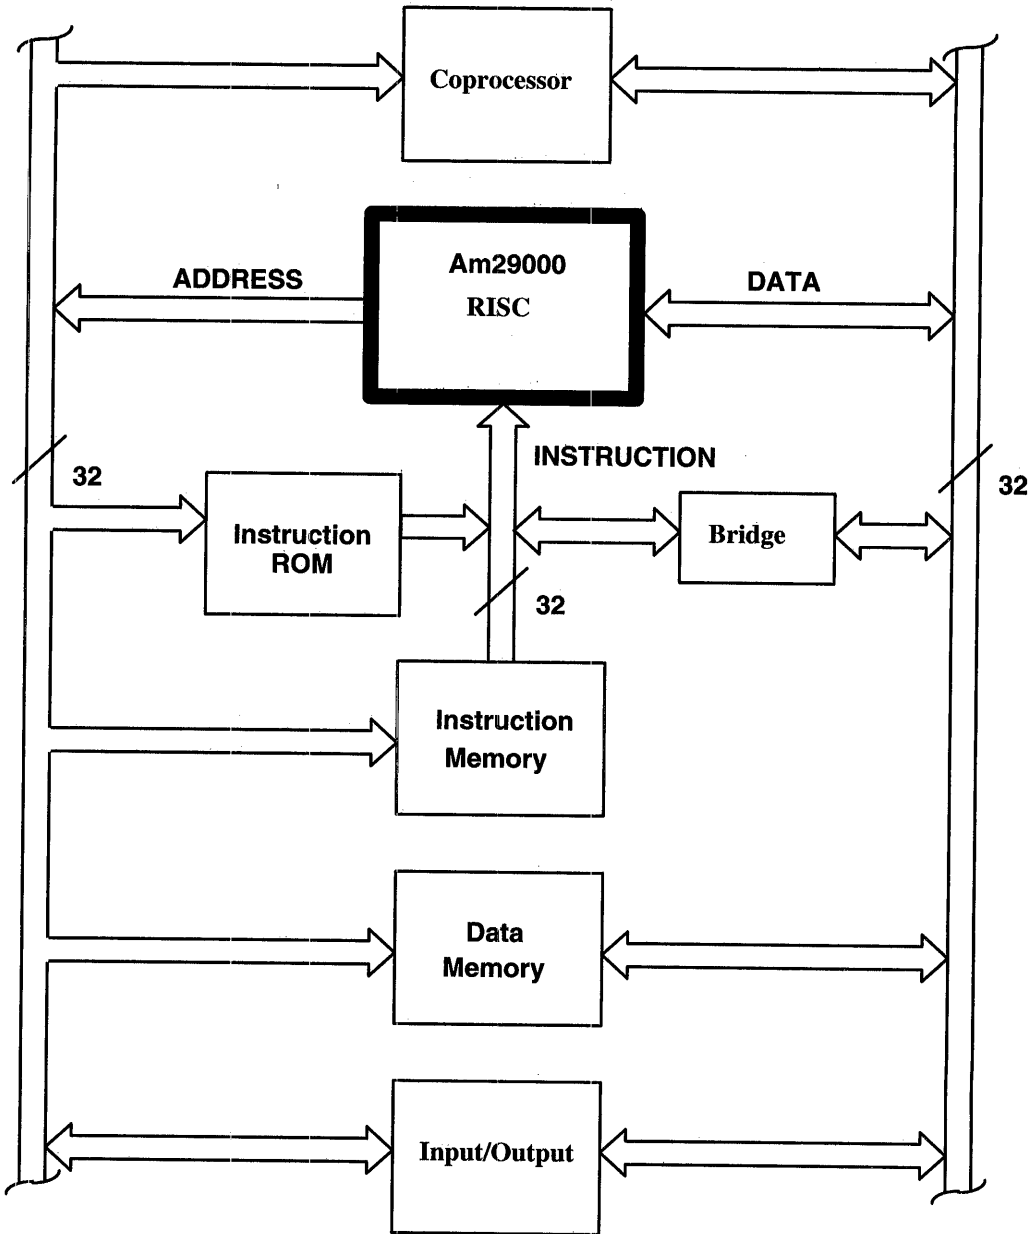 Coprocessor
Am29000
RISC
ADDRESS
DATA
INSTRUCTION
32
32
Instruction
ROM
Bridge
32
Instruction
Memory
Data
Memory
Input/Output